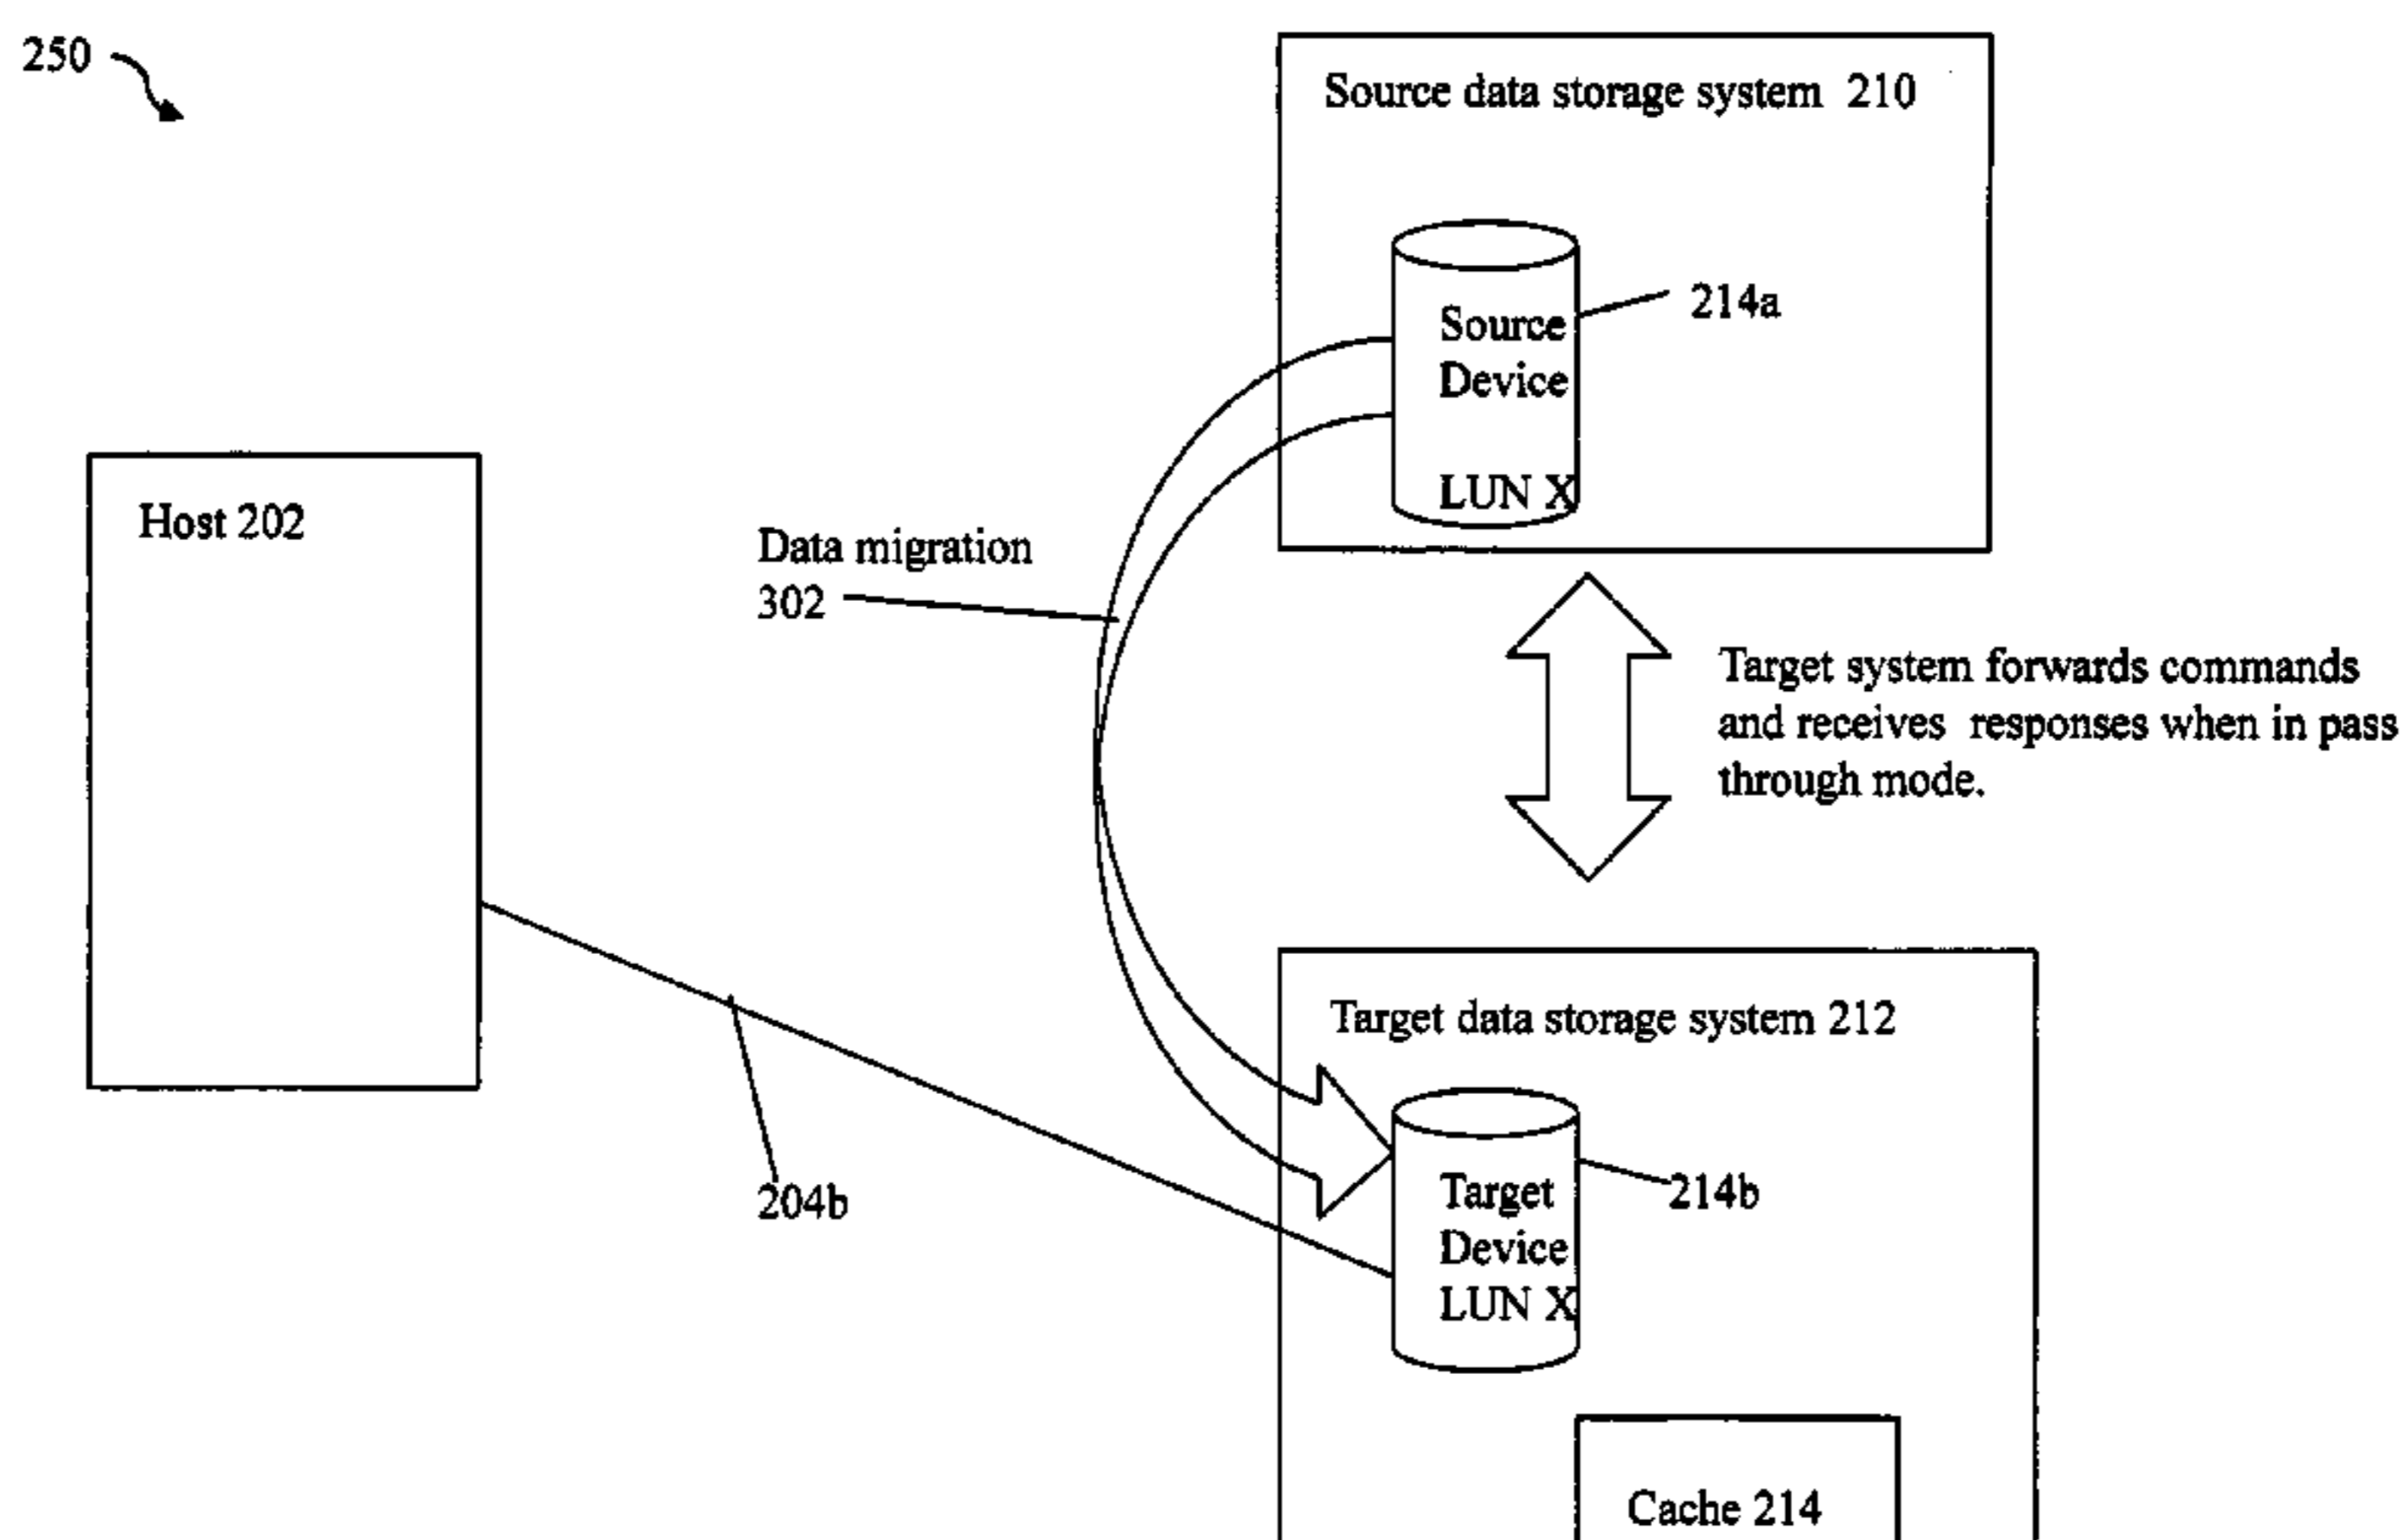 250
Source data storage system 210
214a
Source
Device
LUN X
Host 202
Data migration
302
Target system forwards commands
and receives responses when in pass
through mode.
Target data storage system 212
204b
214b
Target
Device
LUN X
Cache 214